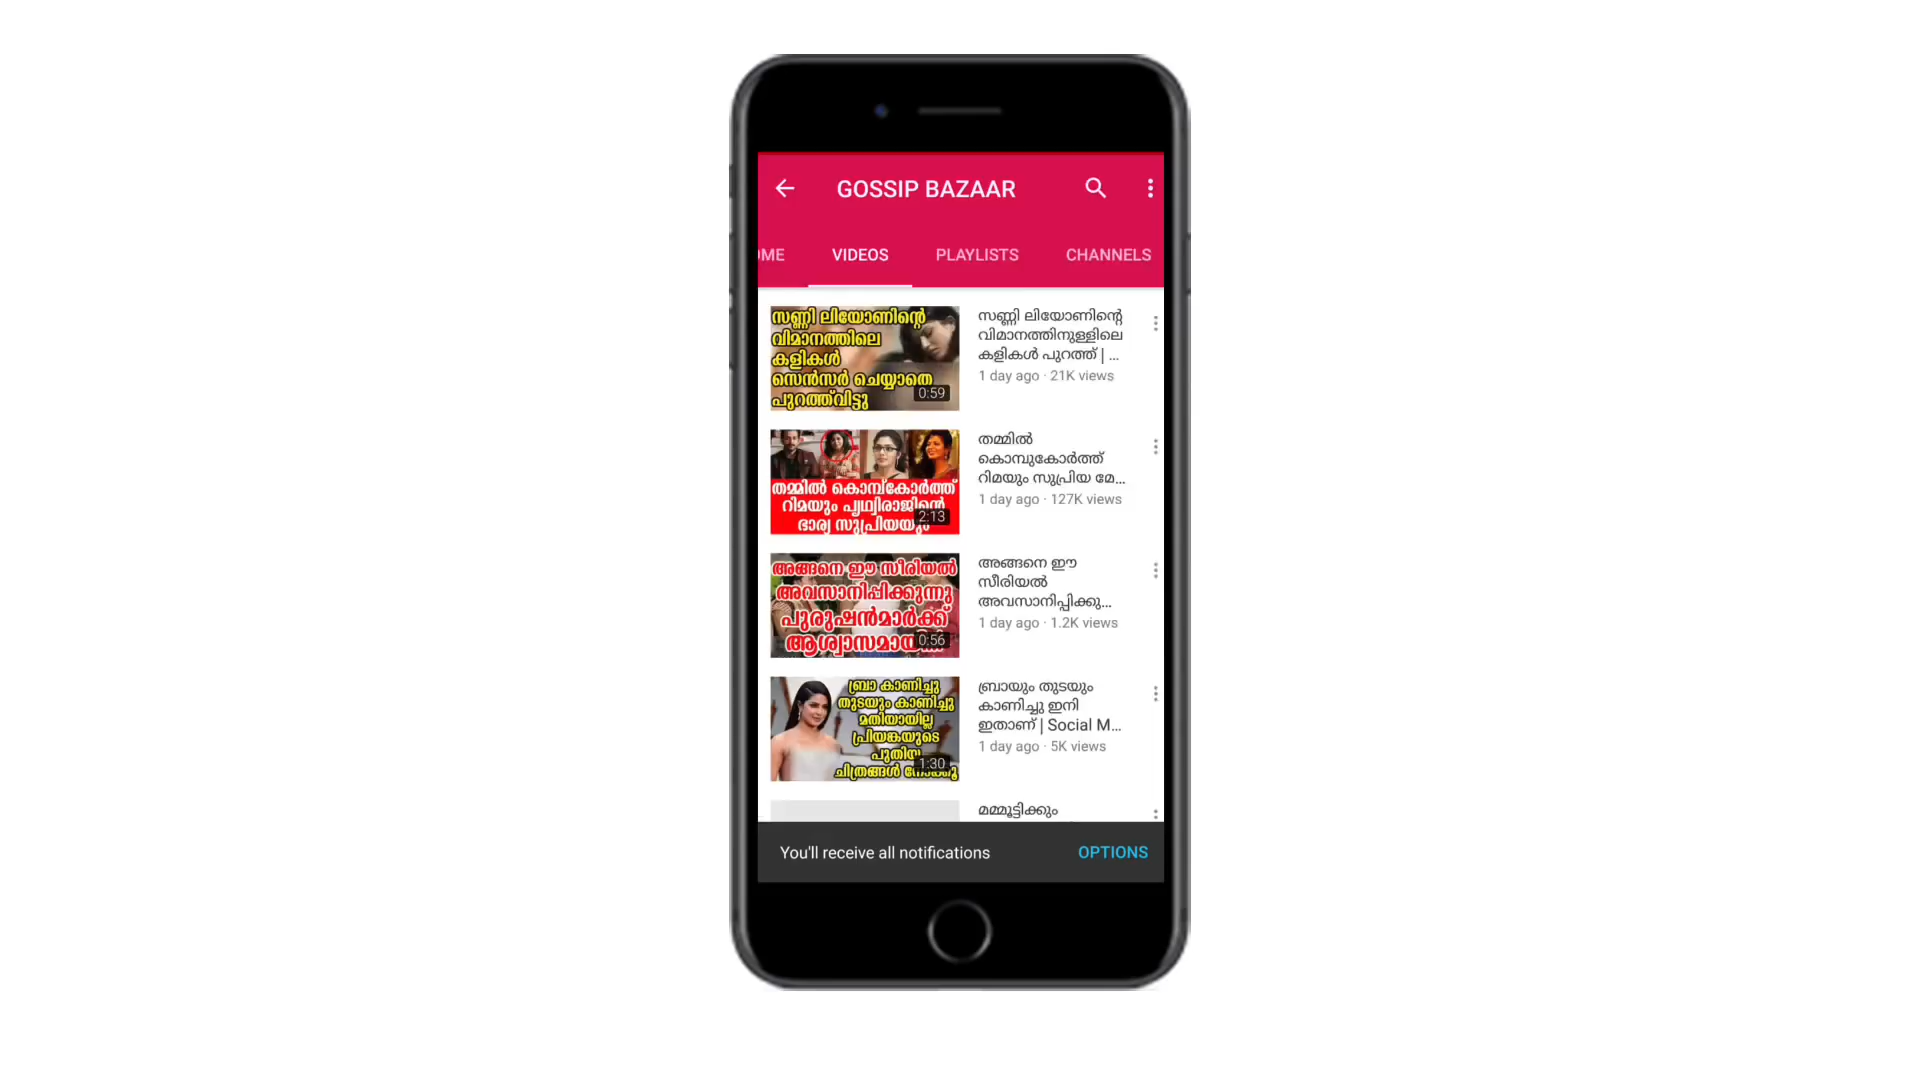 GOSSIP BAZAAR
OME
VIDEOS
PLAYLISTS
CHANNELS
സണ്ണി ലിയോണിന്റെ
വിമാനത്തിലെ
കളികൾ
സെൻസർ ചെയ്യാതെ
പുറത്ത്‌വിട്ടു
0:59
സണ്ണി ലിയോണിന്റെ
വിമാനത്തിനുള്ളിലെ
കളികൾ പുറത്ത് | ...
1 day ago · 21K views
തമ്മിൽ കൊമ്പ്കോർത്ത്
റിമയും പൃഥ്വിരാജിന്റെ
ഭാര്യ സുപ്രിയയും
2:13
തമ്മിൽ
കൊമ്പുകോർത്ത്
റിമയും സുപ്രിയ മേ...
1 day ago · 127K views
അങ്ങനെ ഈ സീരിയൽ
അവസാനിപ്പിക്കുന്നു
പുരുഷൻമാർക്ക്
0:56
അങ്ങനെ ഈ
സീരിയൽ
അവസാനിപ്പിക്കു...
1 day ago · 1.2K views
ബ്രാ കാണിച്ചു
തുടയും കാണിച്ചു
മതിയായില്ല
പ്രിയങ്കയുടെ
പുതിയ
ചിത്രങ്ങൾ നോക്കൂ
1:30
ബ്രായും തുടയും
കാണിച്ചു ഇനി
ഇതാണ് | Social M...
1 day ago · 5K views
മമ്മൂട്ടിക്കും
You'll receive all notifications
OPTIONS